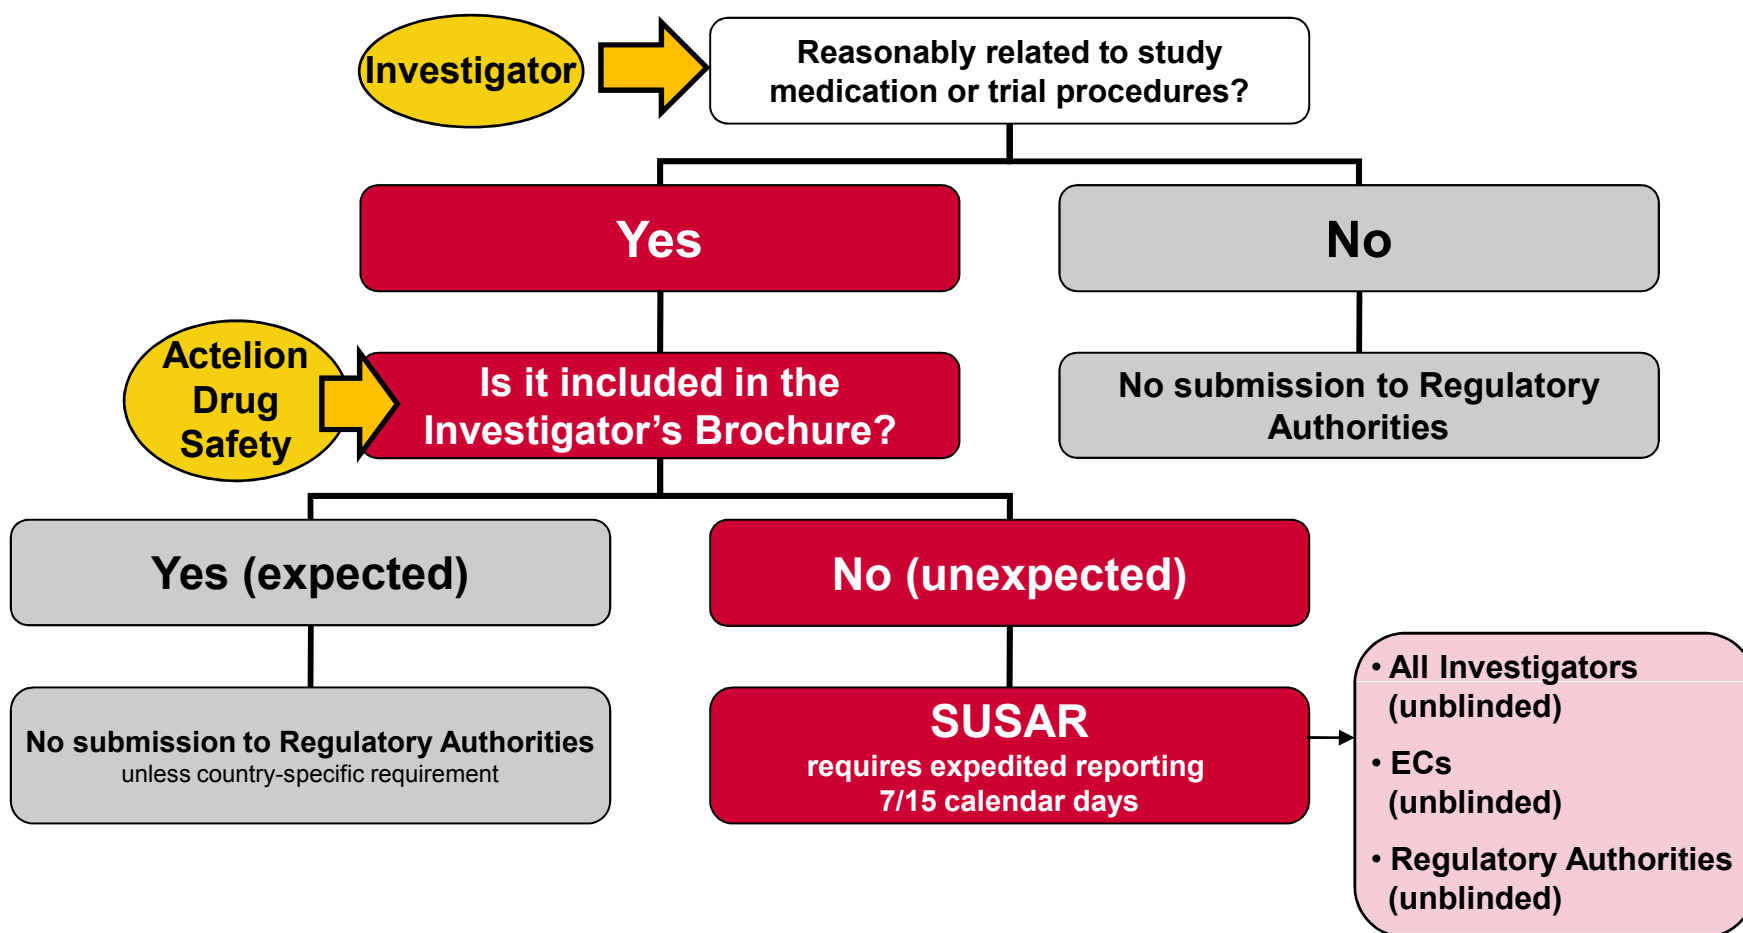 Investigator
Reasonably related to study
medication or trial procedures?
Yes
No
Actelion
Drug
Safety
Is it included in the
Investigator’s Brochure?
No submission to Regulatory
Authorities
Yes (expected)
No (unexpected)
No submission to Regulatory Authorities
unless country-specific requirement
SUSAR
requires expedited reporting
7/15 calendar days
• All Investigators
(unblinded)
• ECs
(unblinded)
• Regulatory Authorities
(unblinded)